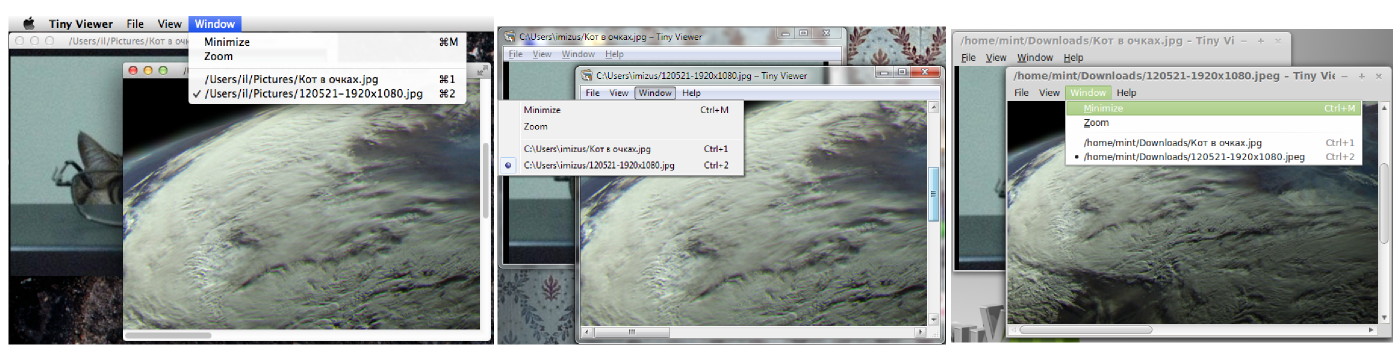 Tiny Viewer File View Window
/Users/il/Pictures/Кот в очк
Minimize ⌘M
Zoom
/Users/il/Pictures/Кот в очках.jpg ⌘1
✓ /Users/il/Pictures/120521-1920x1080.jpg ⌘2
C:\Users\imizus/Кот в очках.jpg – Tiny Viewer
File View Window Help
C:\Users\imizus/120521-1920x1080.jpg – Tiny Viewer
File View Window Help
Minimize Ctrl+M
Zoom
C:\Users\imizus/Кот в очках.jpg Ctrl+1
C:\Users\imizus/120521-1920x1080.jpg Ctrl+2
/home/mint/Downloads/Кот в очках.jpg – Tiny Vi
File View Window Help
/home/mint/Downloads/120521-1920x1080.jpeg – Tiny Vie
File View Window Help
Minimize Ctrl+M
Zoom
/home/mint/Downloads/Кот в очках.jpg Ctrl+1
/home/mint/Downloads/120521-1920x1080.jpeg Ctrl+2